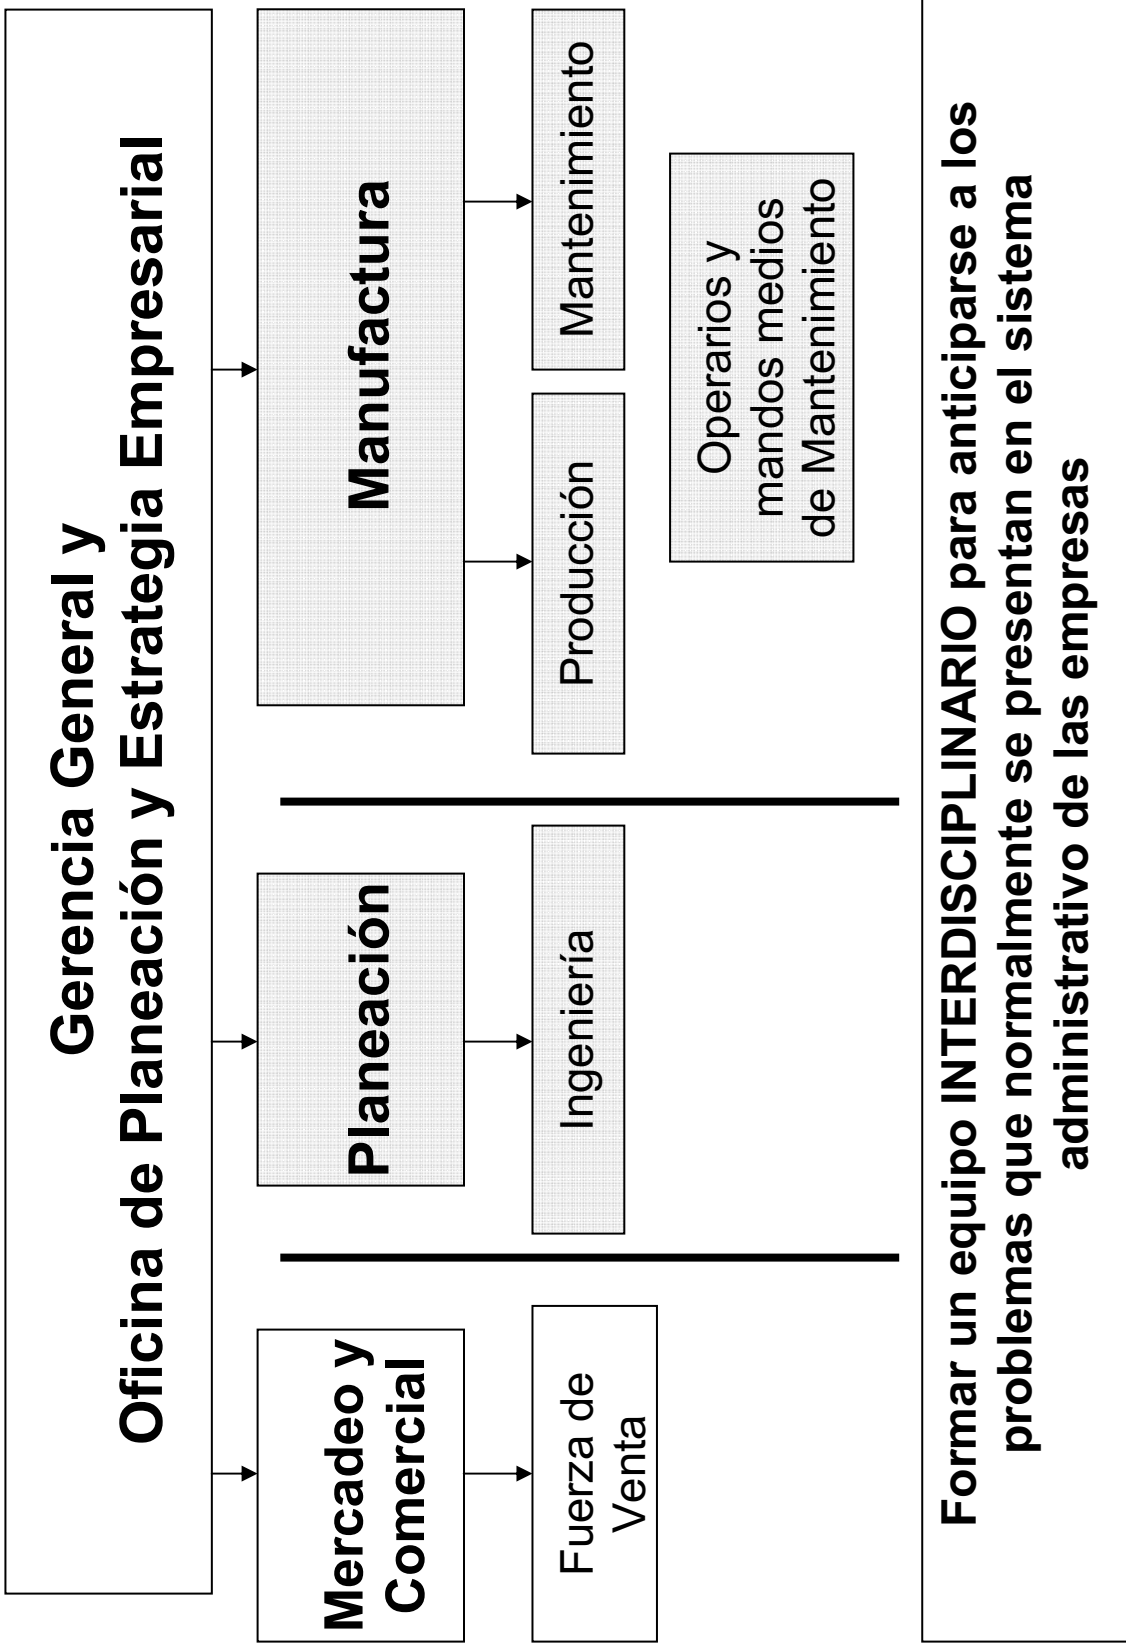 Gerencia General y
Oficina de Planeación y Estrategia Empresarial
Mercadeo y
Comercial
Planeación
Manufactura
Fuerza de
Venta
Ingeniería
Producción
Mantenimiento
Operarios y
mandos medios
de Mantenimiento
Formar un equipo INTERDISCIPLINARIO para anticiparse a los
problemas que normalmente se presentan en el sistema
administrativo de las empresas